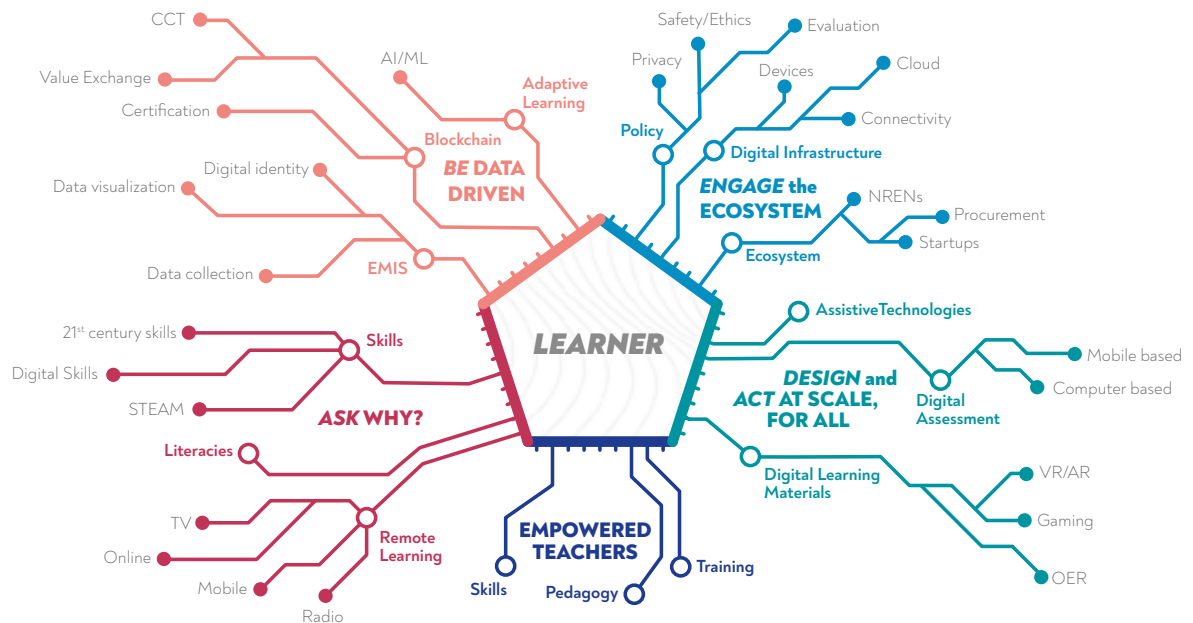 CCT
Value Exchange
Certification
AI/ML
Adaptive
Learning
Blockchain
BE DATA
DRIVEN
Digital identity
Data visualization
EMIS
Data collection
Safety/Ethics
Evaluation
Privacy
Devices
Cloud
Connectivity
Policy
Digital Infrastructure
ENGAGE the
ECOSYSTEM
NRENs
Procurement
Startups
Ecosystem
LEARNER
21st century skills
Skills
Digital Skills
STEAM
ASK WHY?
Literacies
TV
Online
Remote
Learning
Mobile
Radio
EMPOWERED
TEACHERS
Skills
Pedagogy
Training
AssistiveTechnologies
Mobile based
Computer based
Digital
Assessment
DESIGN and
ACT AT SCALE,
FOR ALL
Digital Learning
Materials
VR/AR
Gaming
OER